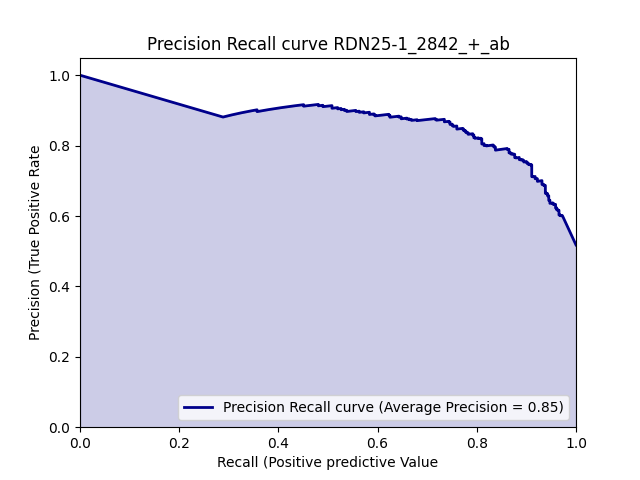 Precision Recall curve RDN25-1_2842_+_ab
Precision (True Positive Rate
1.0
0.8
0.6
0.4
0.2
0.0
Precision Recall curve (Average Precision = 0.85)
0.0 0.2 0.4 0.6 0.8 1.0
Recall (Positive predictive Value